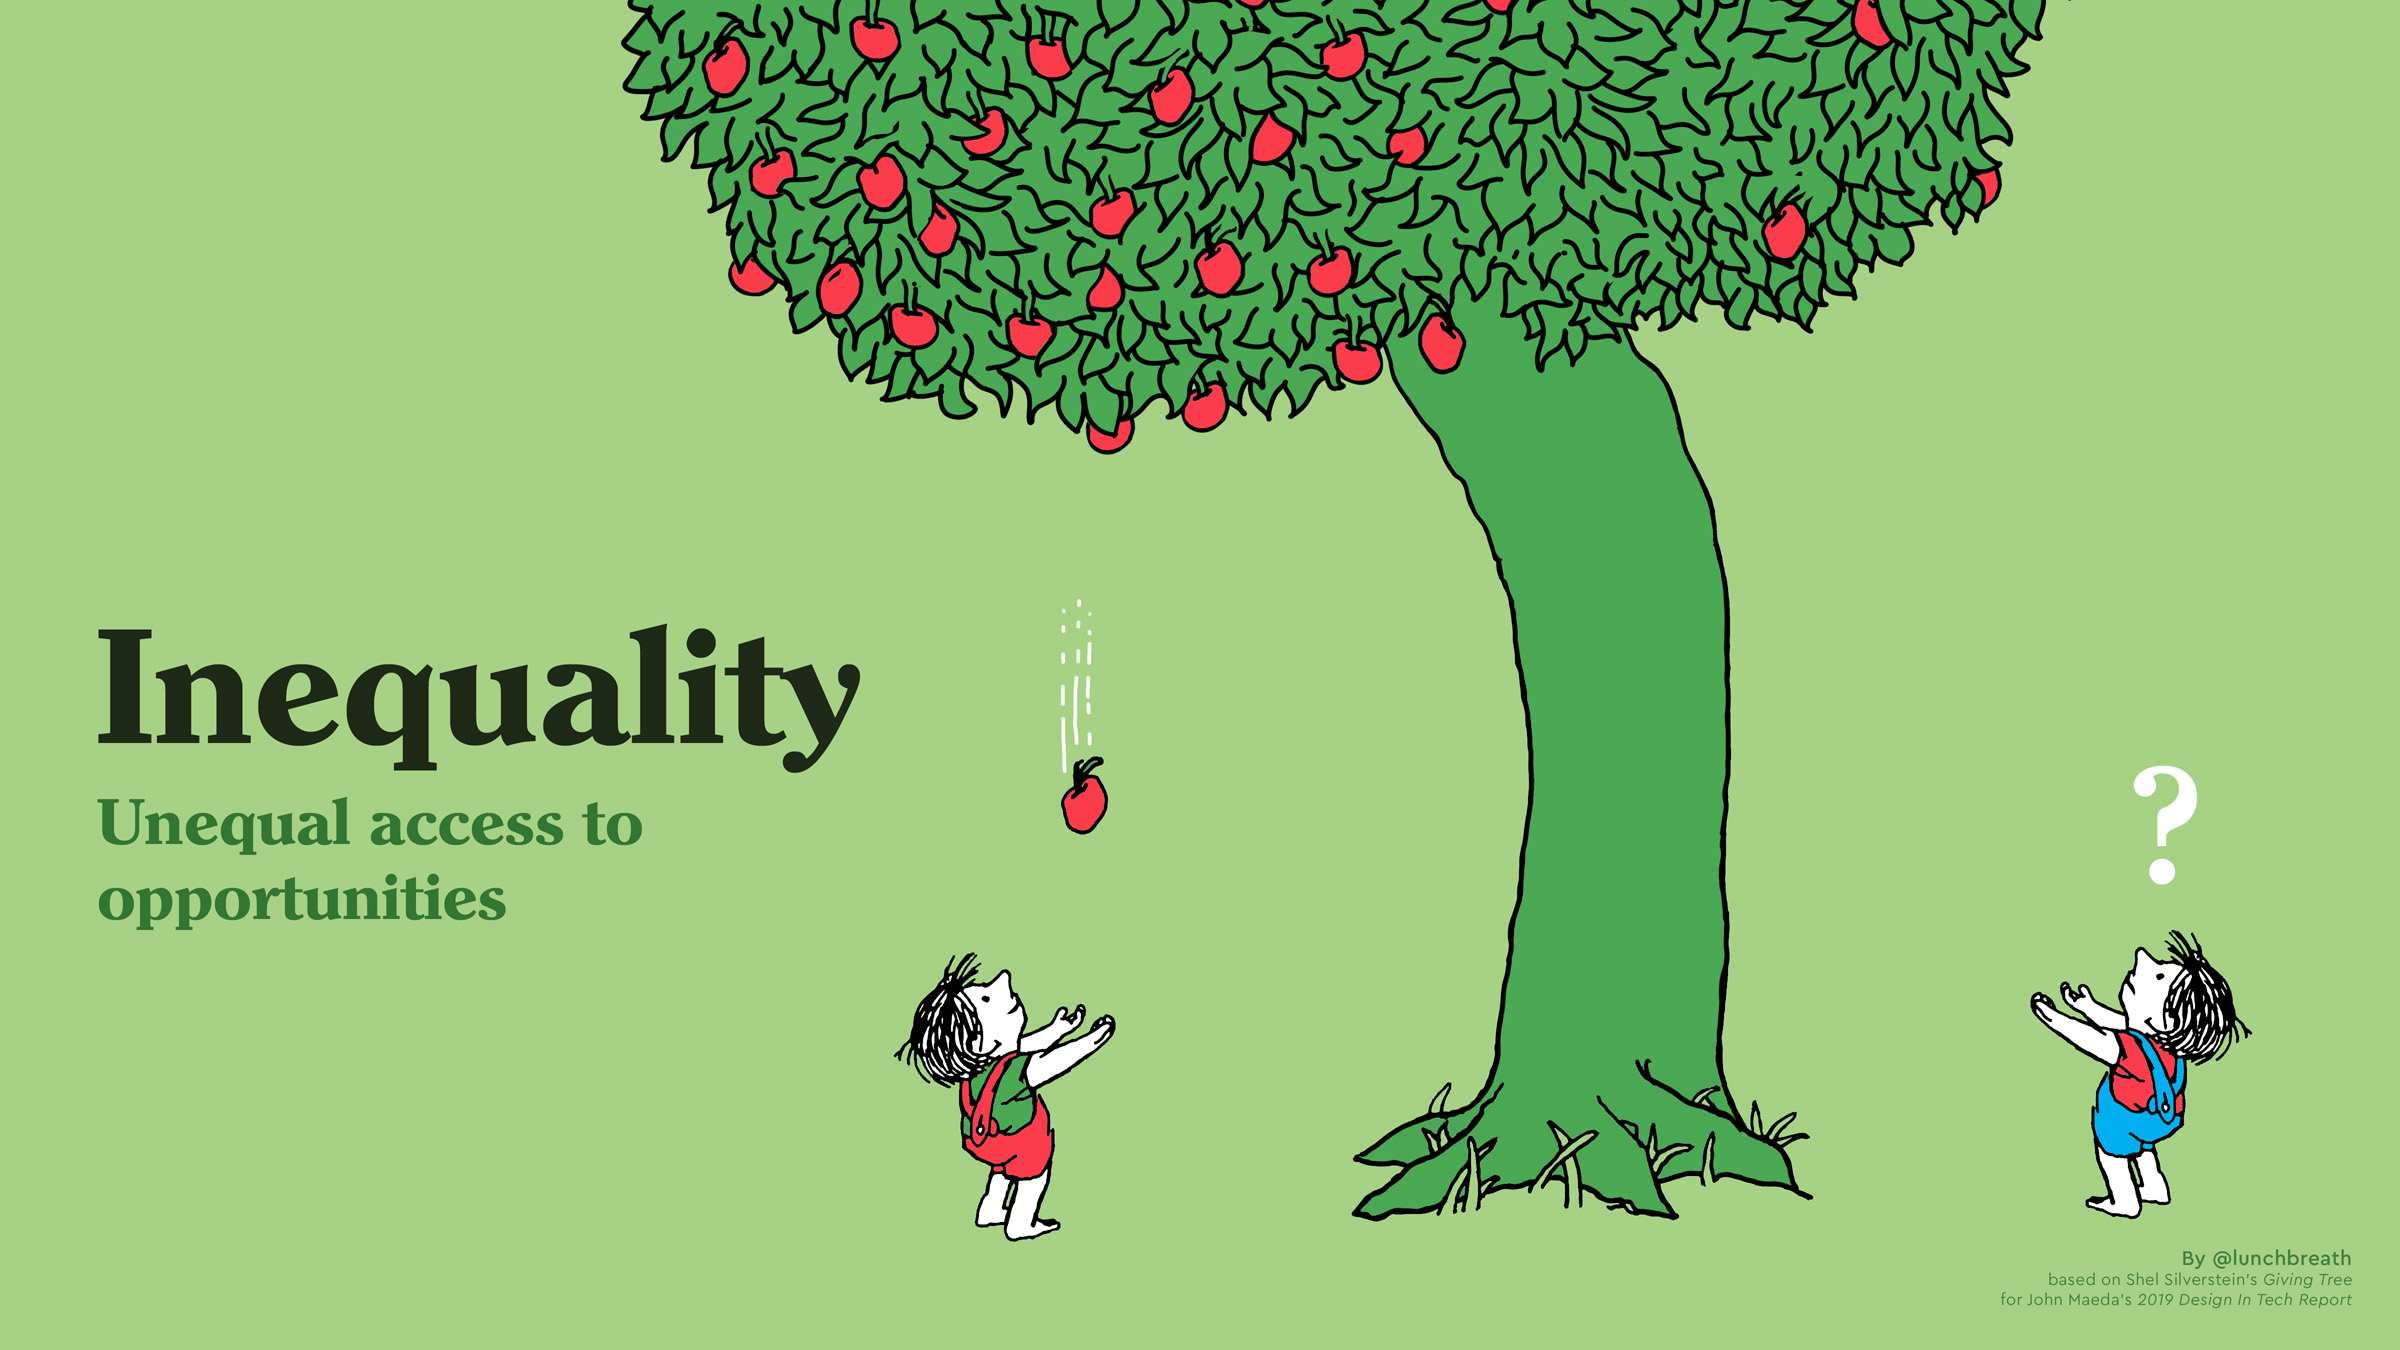 Inequality
Unequal access to
opportunities
?
By @lunchbreath
based on Shel Silverstein's Giving Tree
for John Maeda's 2019 Design In Tech Report